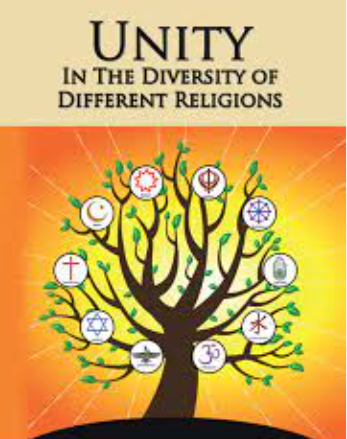 UNITY
IN THE DIVERSITY OF
DIFFERENT RELIGIONS